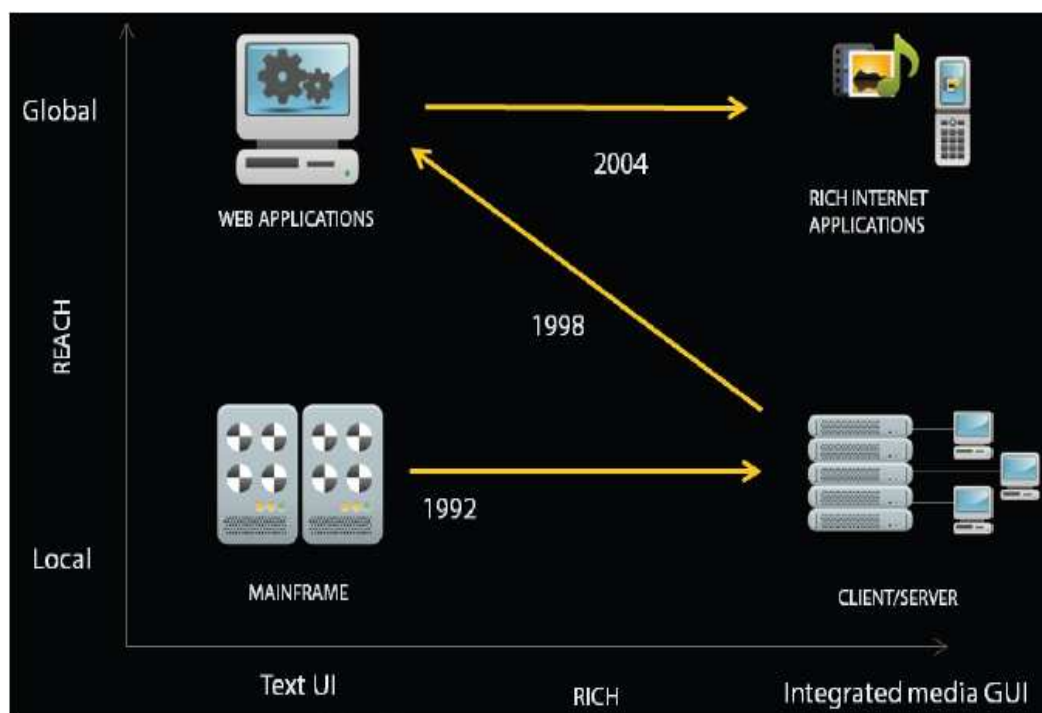 Global
2004
WEB APPLICATIONS
RICH INTERNET
APPLICATIONS
1998
REACH
1992
Local
MAINFRAME
CLIENT/SERVER
Text UI
RICH
Integrated media GUI